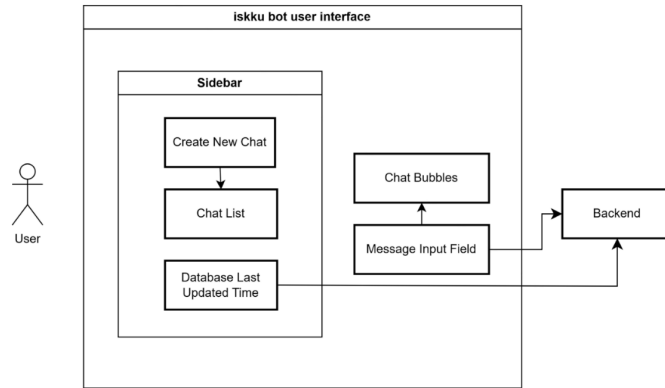 iskku bot user interface
Sidebar
Create New Chat
Chat List
Database Last
Updated Time
Chat Bubbles
Message Input Field
Backend
User